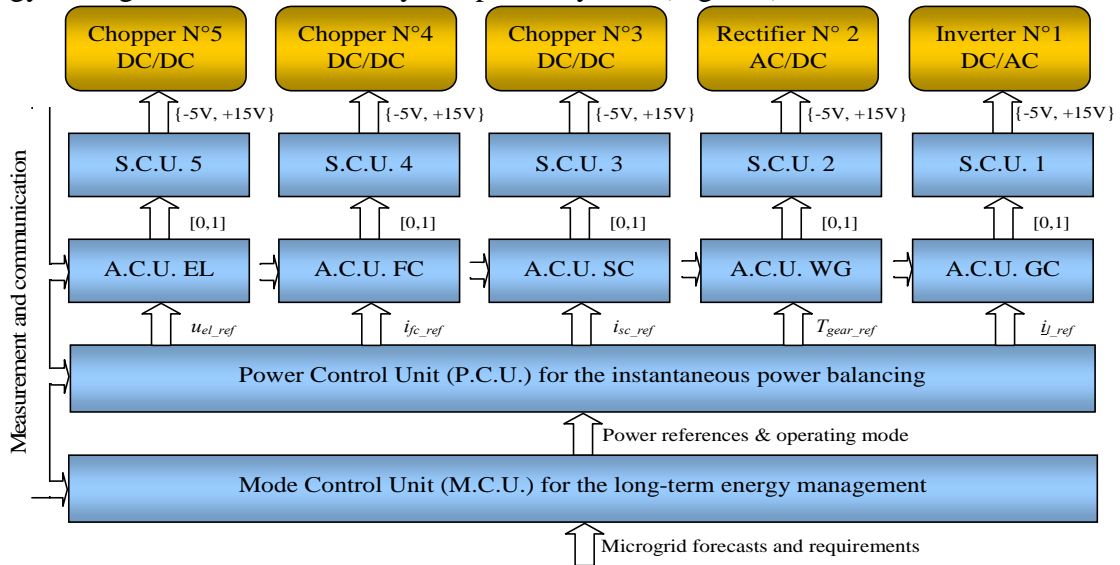 Chopper N°5
DC/DC
Chopper N°4
DC/DC
Chopper N°3
DC/DC
Rectifier N° 2
AC/DC
Inverter N°1
DC/AC
{-5V, +15V}
{-5V, +15V}
{-5V, +15V}
{-5V, +15V}
{-5V, +15V}
S.C.U. 5
S.C.U. 4
S.C.U. 3
S.C.U. 2
S.C.U. 1
[0,1]
[0,1]
[0,1]
[0,1]
[0,1]
A.C.U. EL
A.C.U. FC
A.C.U. SC
A.C.U. WG
A.C.U. GC
u_el_ref
i_fc_ref
i_sc_ref
T_gear_ref
i_l_ref
Power Control Unit (P.C.U.) for the instantaneous power balancing
Power references & operating mode
Mode Control Unit (M.C.U.) for the long-term energy management
Microgrid forecasts and requirements
Measurement and communication